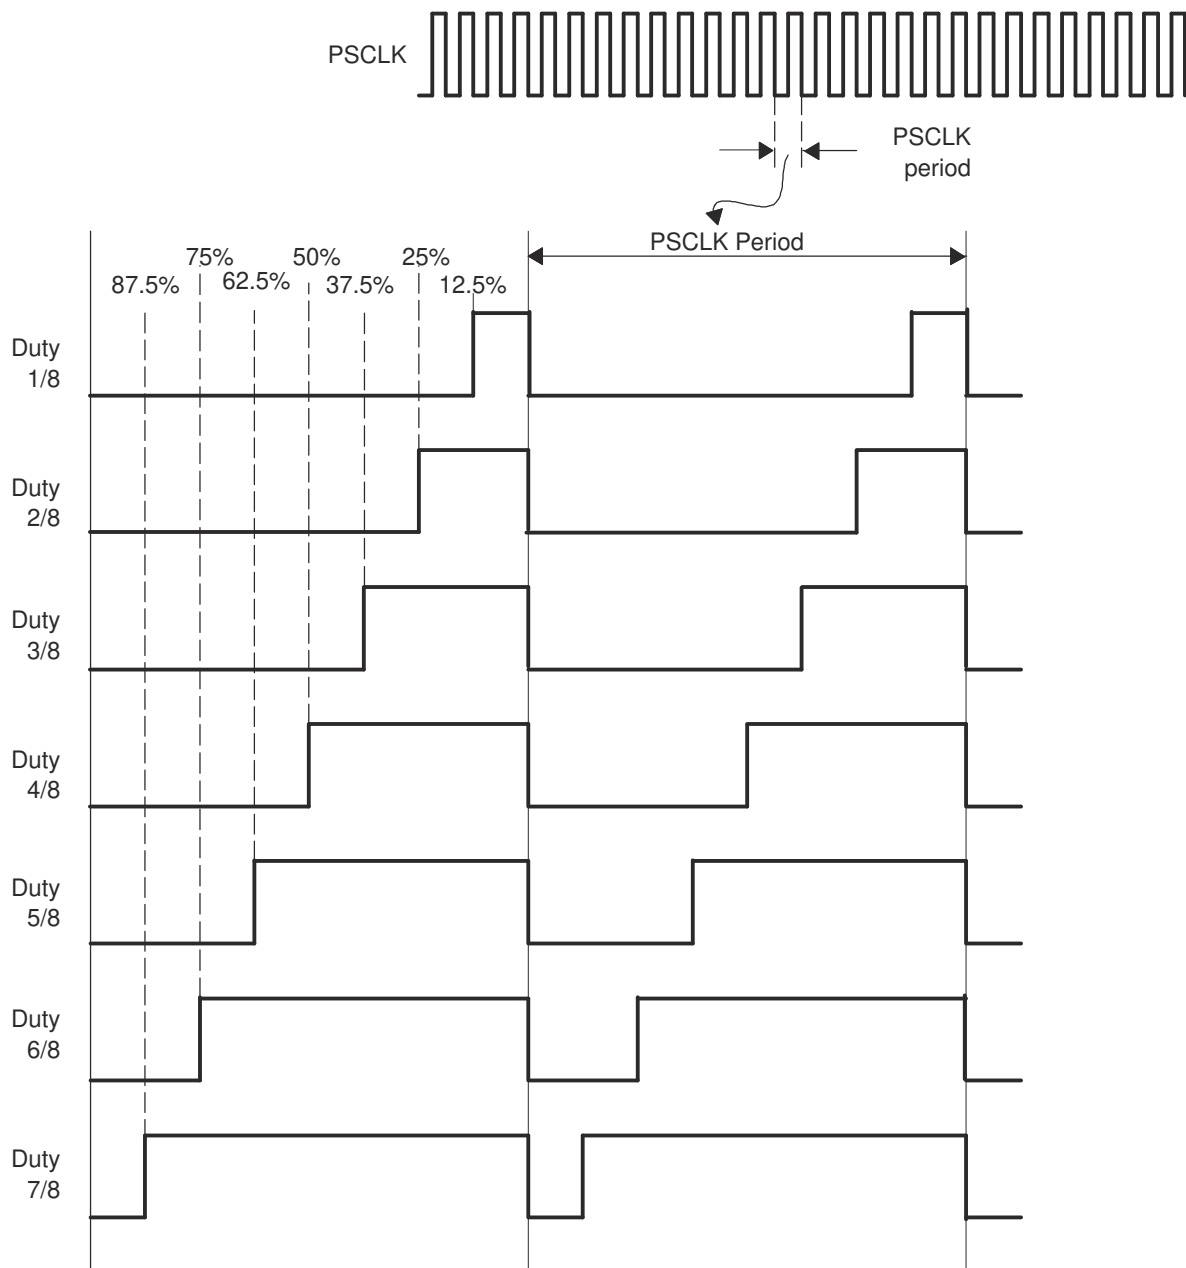 PSCLK
PSCLK
period
PSCLK Period
75%
50%
25%
87.5%
62.5%
37.5%
12.5%
Duty
1/8
Duty
2/8
Duty
3/8
Duty
4/8
Duty
5/8
Duty
6/8
Duty
7/8